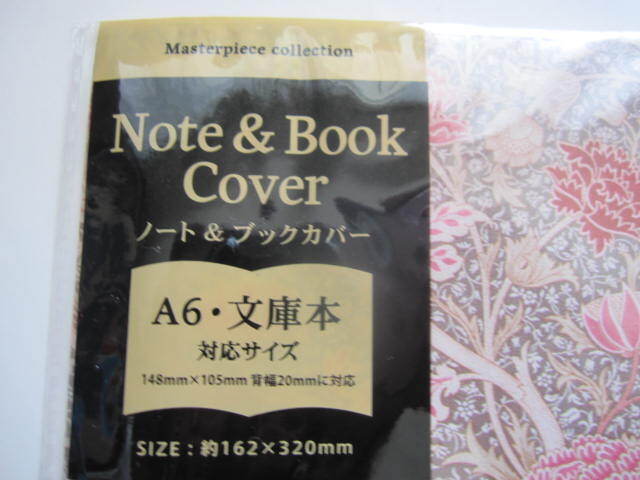 Masterpiece collection
Note & Book
Cover
ノート & ブックカバー
A6・文庫本
対応サイズ
148mm×105mm 背幅20mmに対応
SIZE：約162×320mm